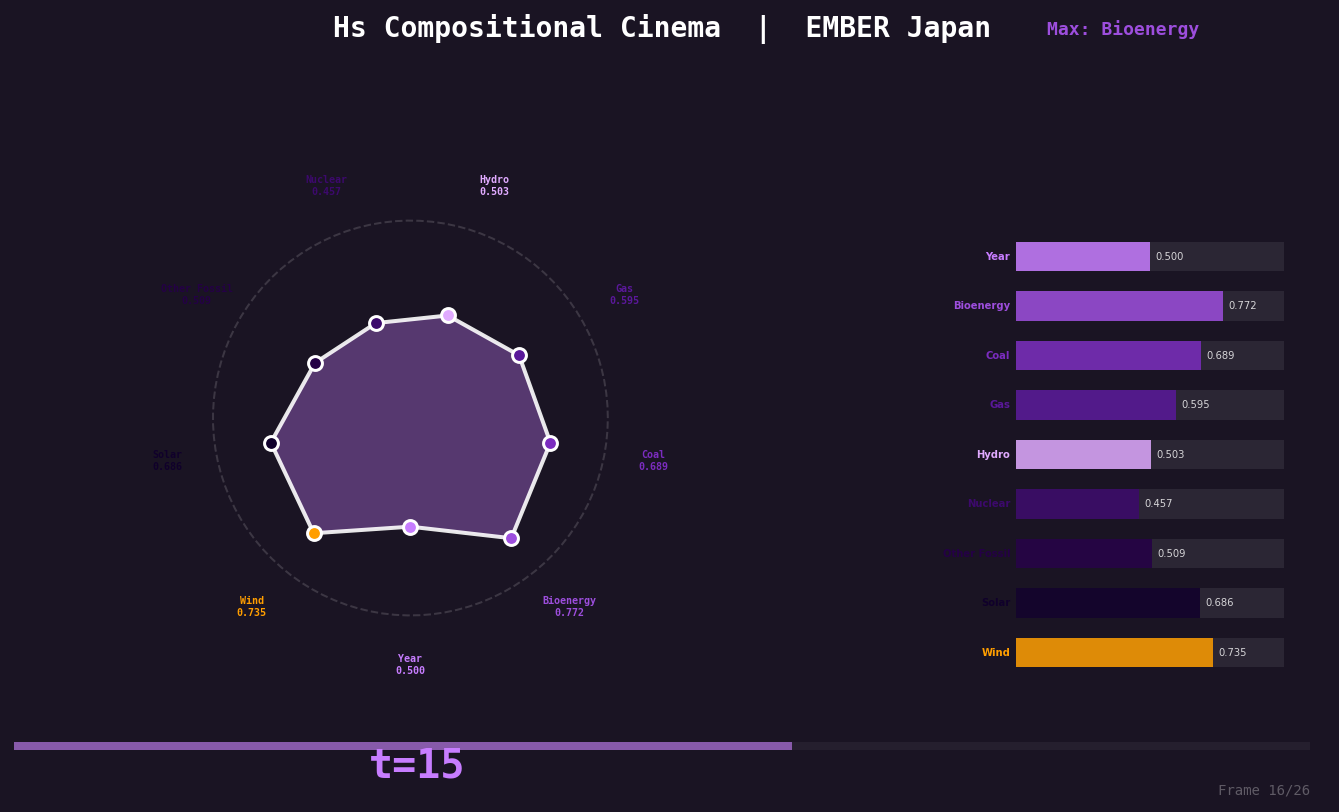 Hs Compositional Cinema | EMBER Japan
Max: Bioenergy
Nuclear
0.457
Hydro
0.503
Other Fossil
0.509
Gas
0.595
Solar
0.686
Coal
0.689
Wind
0.735
Bioenergy
0.772
Year
0.500
Year 0.500
Bioenergy 0.772
Coal 0.689
Gas 0.595
Hydro 0.503
Nuclear 0.457
Other Fossil 0.509
Solar 0.686
Wind 0.735
t=15
Frame 16/26